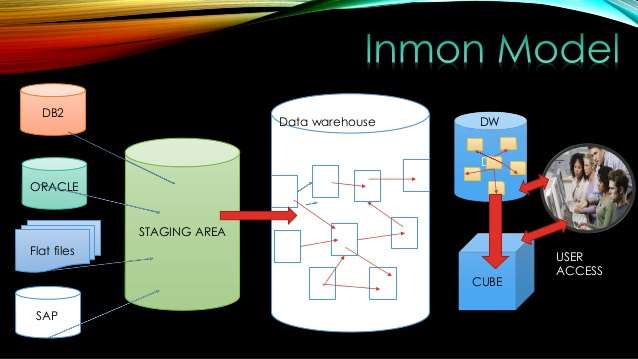 Inmon Model
DB2
ORACLE
Flat files
SAP
STAGING AREA
Data warehouse
DW
CUBE
USER
ACCESS